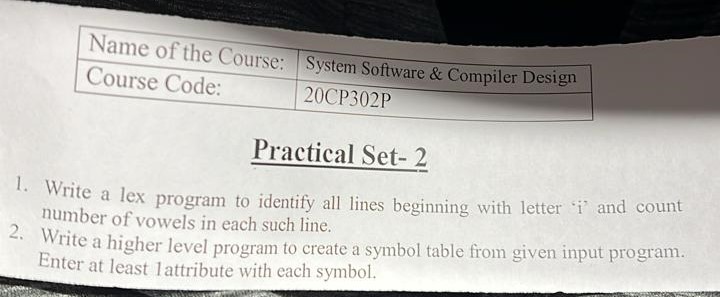 Name of the Course: System Software & Compiler Design
Course Code: 20CP302P
Practical Set- 2
1. Write a lex program to identify all lines beginning with letter ‘i’ and count
number of vowels in each such line.
2. Write a higher level program to create a symbol table from given input program.
Enter at least 1attribute with each symbol.